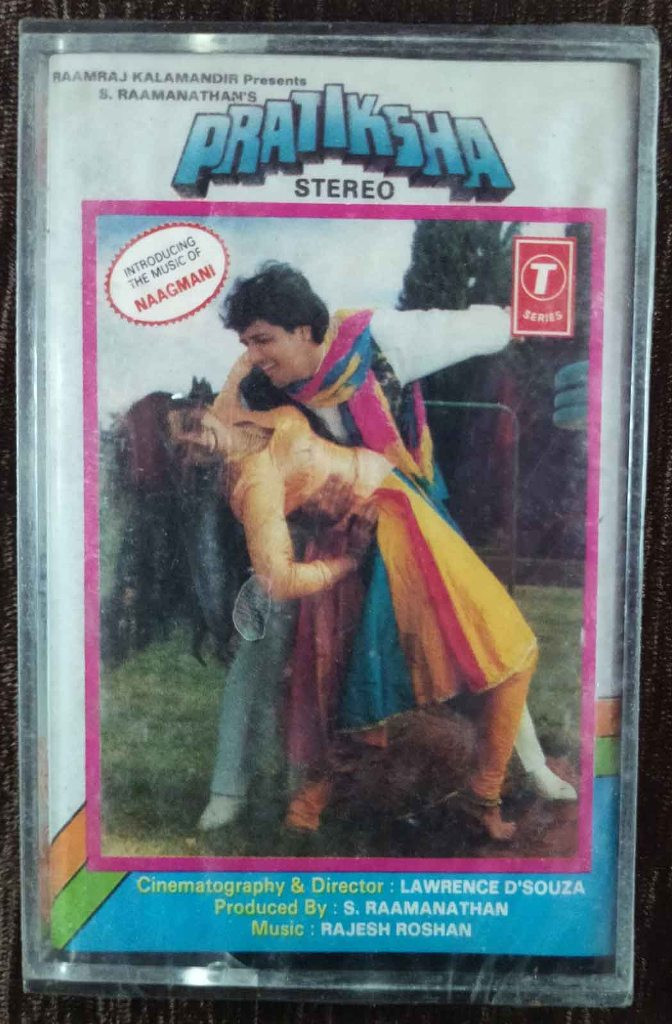 RAAMRAJ KALAMANDIR Presents
S. RAAMANATHAN'S
PRATIKSHA
STEREO
INTRODUCING
THE MUSIC OF
NAAGMANI
T
SERIES
Cinematography & Director : LAWRENCE D'SOUZA
Produced By : S. RAAMANATHAN
Music : RAJESH ROSHAN